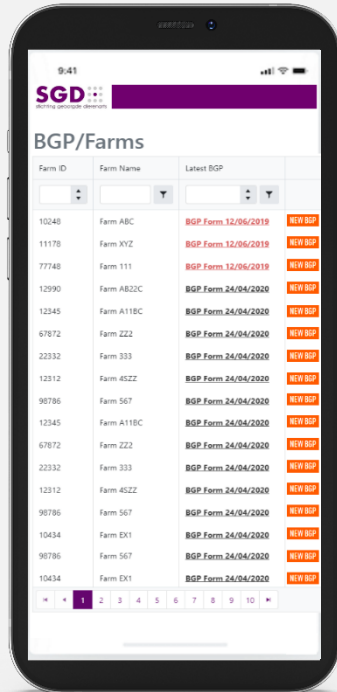 9:41
SGD
stichting geborgde dierenarts
BGP/Farms
Farm ID Farm Name Latest BGP
10248 Farm ABC BGP Form 12/06/2019 NEW BGP
11178 Farm XYZ BGP Form 12/06/2019 NEW BGP
77748 Farm 111 BGP Form 12/06/2019 NEW BGP
12990 Farm AB22C BGP Form 24/04/2020 NEW BGP
12345 Farm A11BC BGP Form 24/04/2020 NEW BGP
67872 Farm ZZ2 BGP Form 24/04/2020 NEW BGP
22332 Farm 333 BGP Form 24/04/2020 NEW BGP
12312 Farm 4SZZ BGP Form 24/04/2020 NEW BGP
98786 Farm 567 BGP Form 24/04/2020 NEW BGP
12345 Farm A11BC BGP Form 24/04/2020 NEW BGP
67872 Farm ZZ2 BGP Form 24/04/2020 NEW BGP
22332 Farm 333 BGP Form 24/04/2020 NEW BGP
12312 Farm 4SZZ BGP Form 24/04/2020 NEW BGP
98786 Farm 567 BGP Form 24/04/2020 NEW BGP
10434 Farm EX1 BGP Form 24/04/2020 NEW BGP
98786 Farm 567 BGP Form 24/04/2020 NEW BGP
10434 Farm EX1 BGP Form 24/04/2020 NEW BGP
1 2 3 4 5 6 7 8 9 10